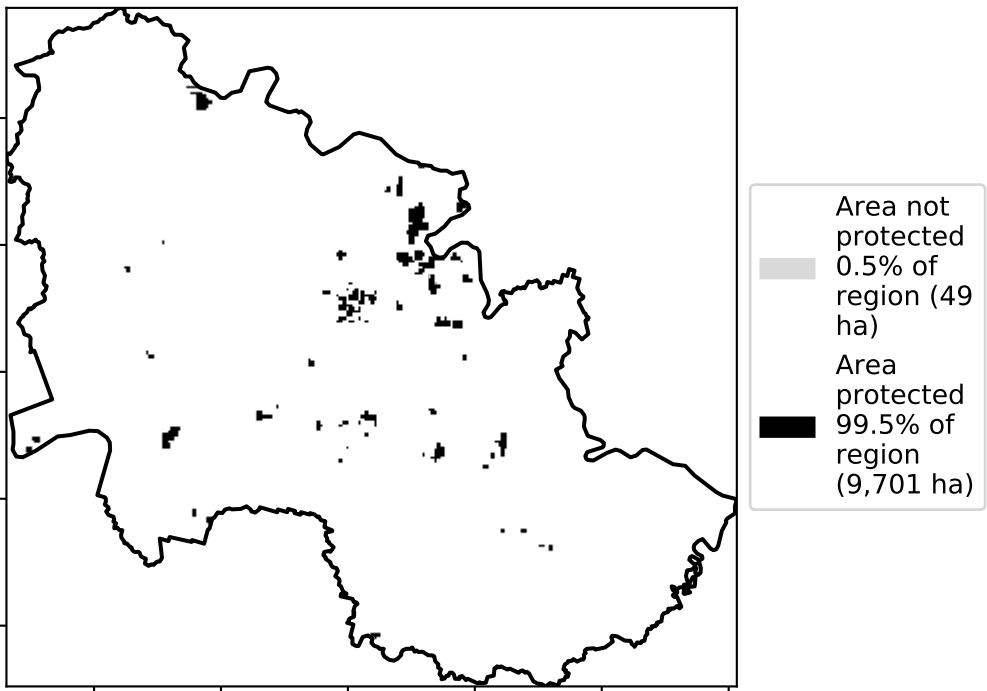 Area not
protected
0.5% of
region (49
ha)
Area
protected
99.5% of
region
(9,701 ha)